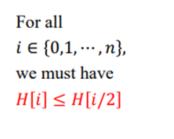 For all
i ∈ {0,1, ⋯ , n},
we must have
H[i] ≤ H[i/2]